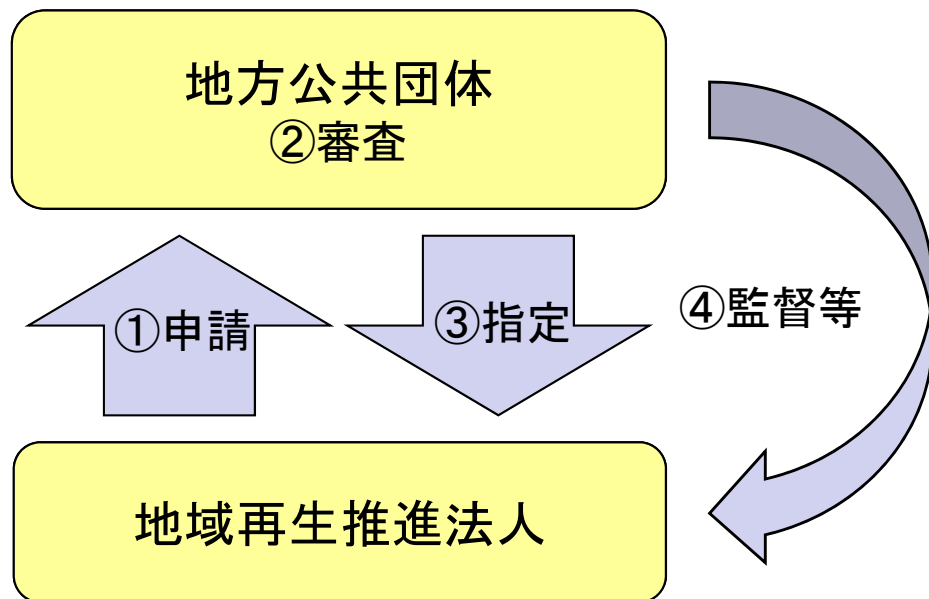 地方公共団体
②審査
①申請
③指定
④監督等
地域再生推進法人